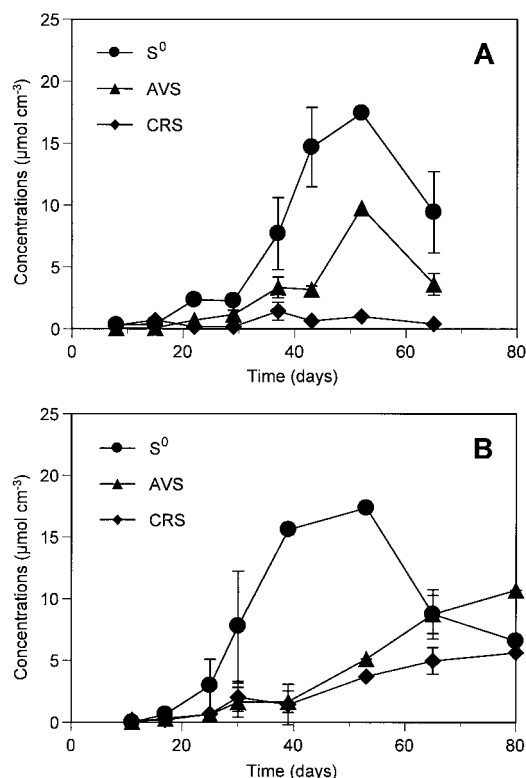 A
S⁰
AVS
CRS
25
20
15
10
5
0
Concentrations (µmol cm⁻³)
0 20 40 60 80
Time (days)
B
S⁰
AVS
CRS
25
20
15
10
5
0
Concentrations (µmol cm⁻³)
0 20 40 60 80
Time (days)